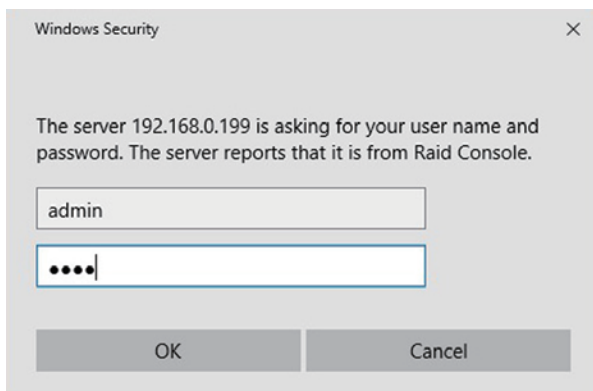 Windows Security
The server 192.168.0.199 is asking for your user name and
password. The server reports that it is from Raid Console.
admin
••••
OK Cancel